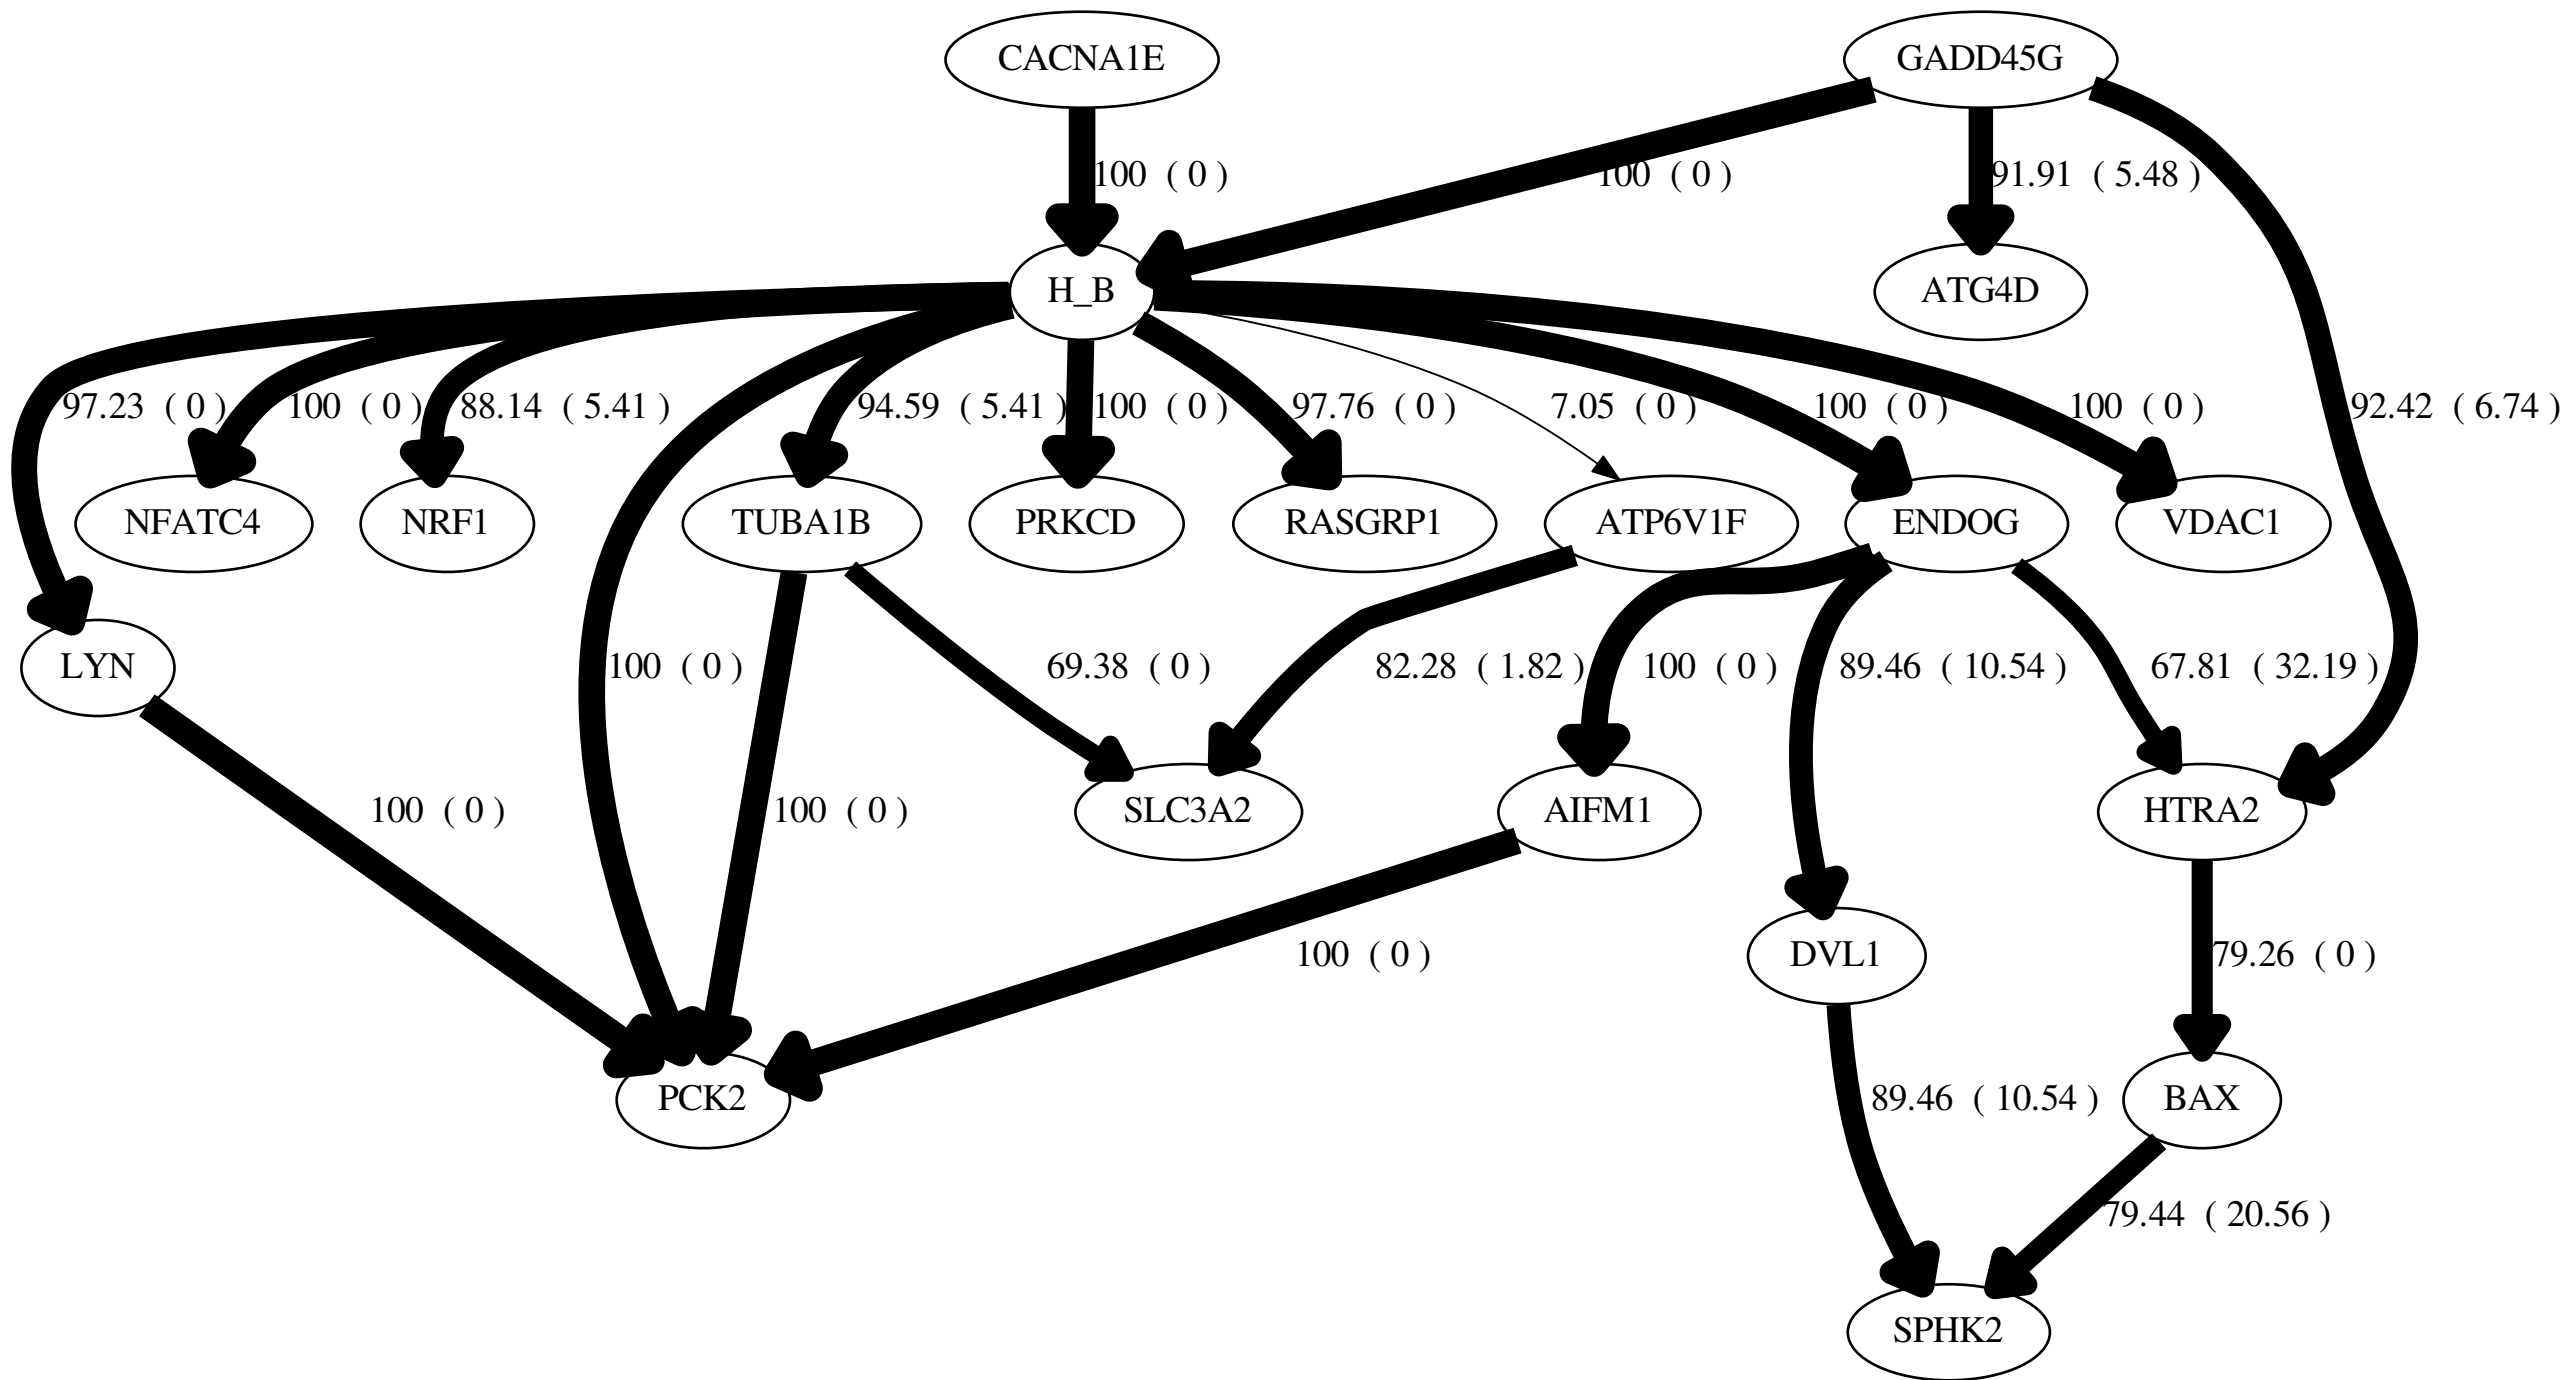 CACNA1E
GADD45G
100 ( 0 )
100 ( 0 )
91.91 ( 5.48 )
H_B
ATG4D
97.23 ( 0 )
100 ( 0 )
88.14 ( 5.41 )
94.59 ( 5.41 )
100 ( 0 )
97.76 ( 0 )
7.05 ( 0 )
100 ( 0 )
100 ( 0 )
92.42 ( 6.74 )
NFATC4
NRF1
TUBA1B
PRKCD
RASGRP1
ATP6V1F
ENDOG
VDAC1
LYN
100 ( 0 )
69.38 ( 0 )
82.28 ( 1.82 )
100 ( 0 )
89.46 ( 10.54 )
67.81 ( 32.19 )
100 ( 0 )
100 ( 0 )
SLC3A2
AIFM1
HTRA2
100 ( 0 )
DVL1
79.26 ( 0 )
PCK2
89.46 ( 10.54 )
BAX
79.44 ( 20.56 )
SPHK2